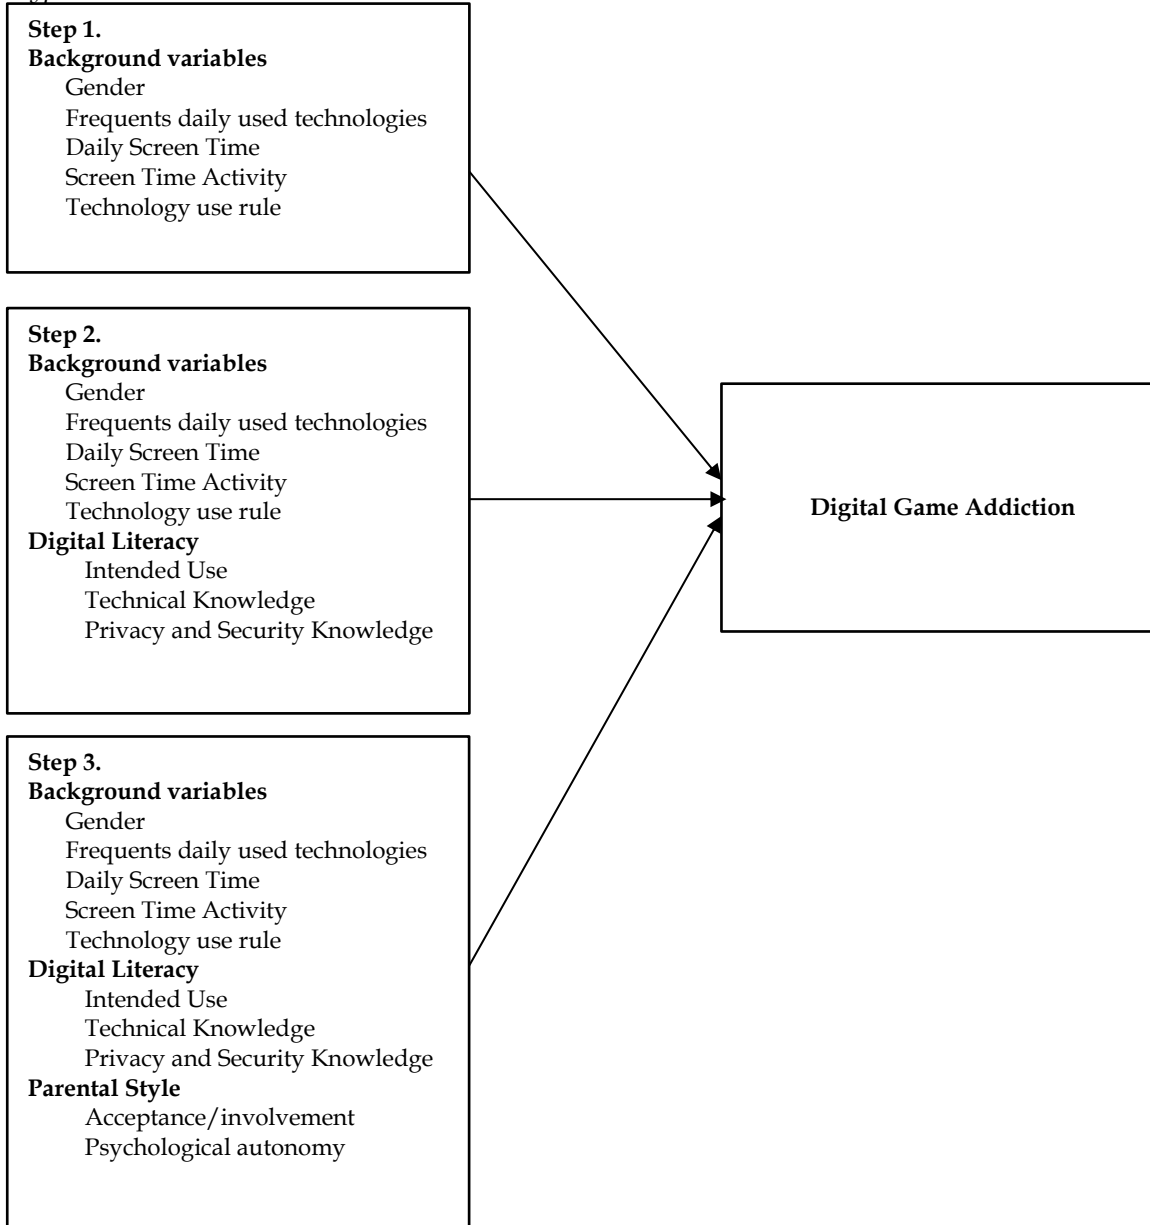 Step 1.
Background variables
Gender
Frequents daily used technologies
Daily Screen Time
Screen Time Activity
Technology use rule
Step 2.
Background variables
Gender
Frequents daily used technologies
Daily Screen Time
Screen Time Activity
Technology use rule
Digital Literacy
Intended Use
Technical Knowledge
Privacy and Security Knowledge
Digital Game Addiction
Step 3.
Background variables
Gender
Frequents daily used technologies
Daily Screen Time
Screen Time Activity
Technology use rule
Digital Literacy
Intended Use
Technical Knowledge
Privacy and Security Knowledge
Parental Style
Acceptance/involvement
Psychological autonomy